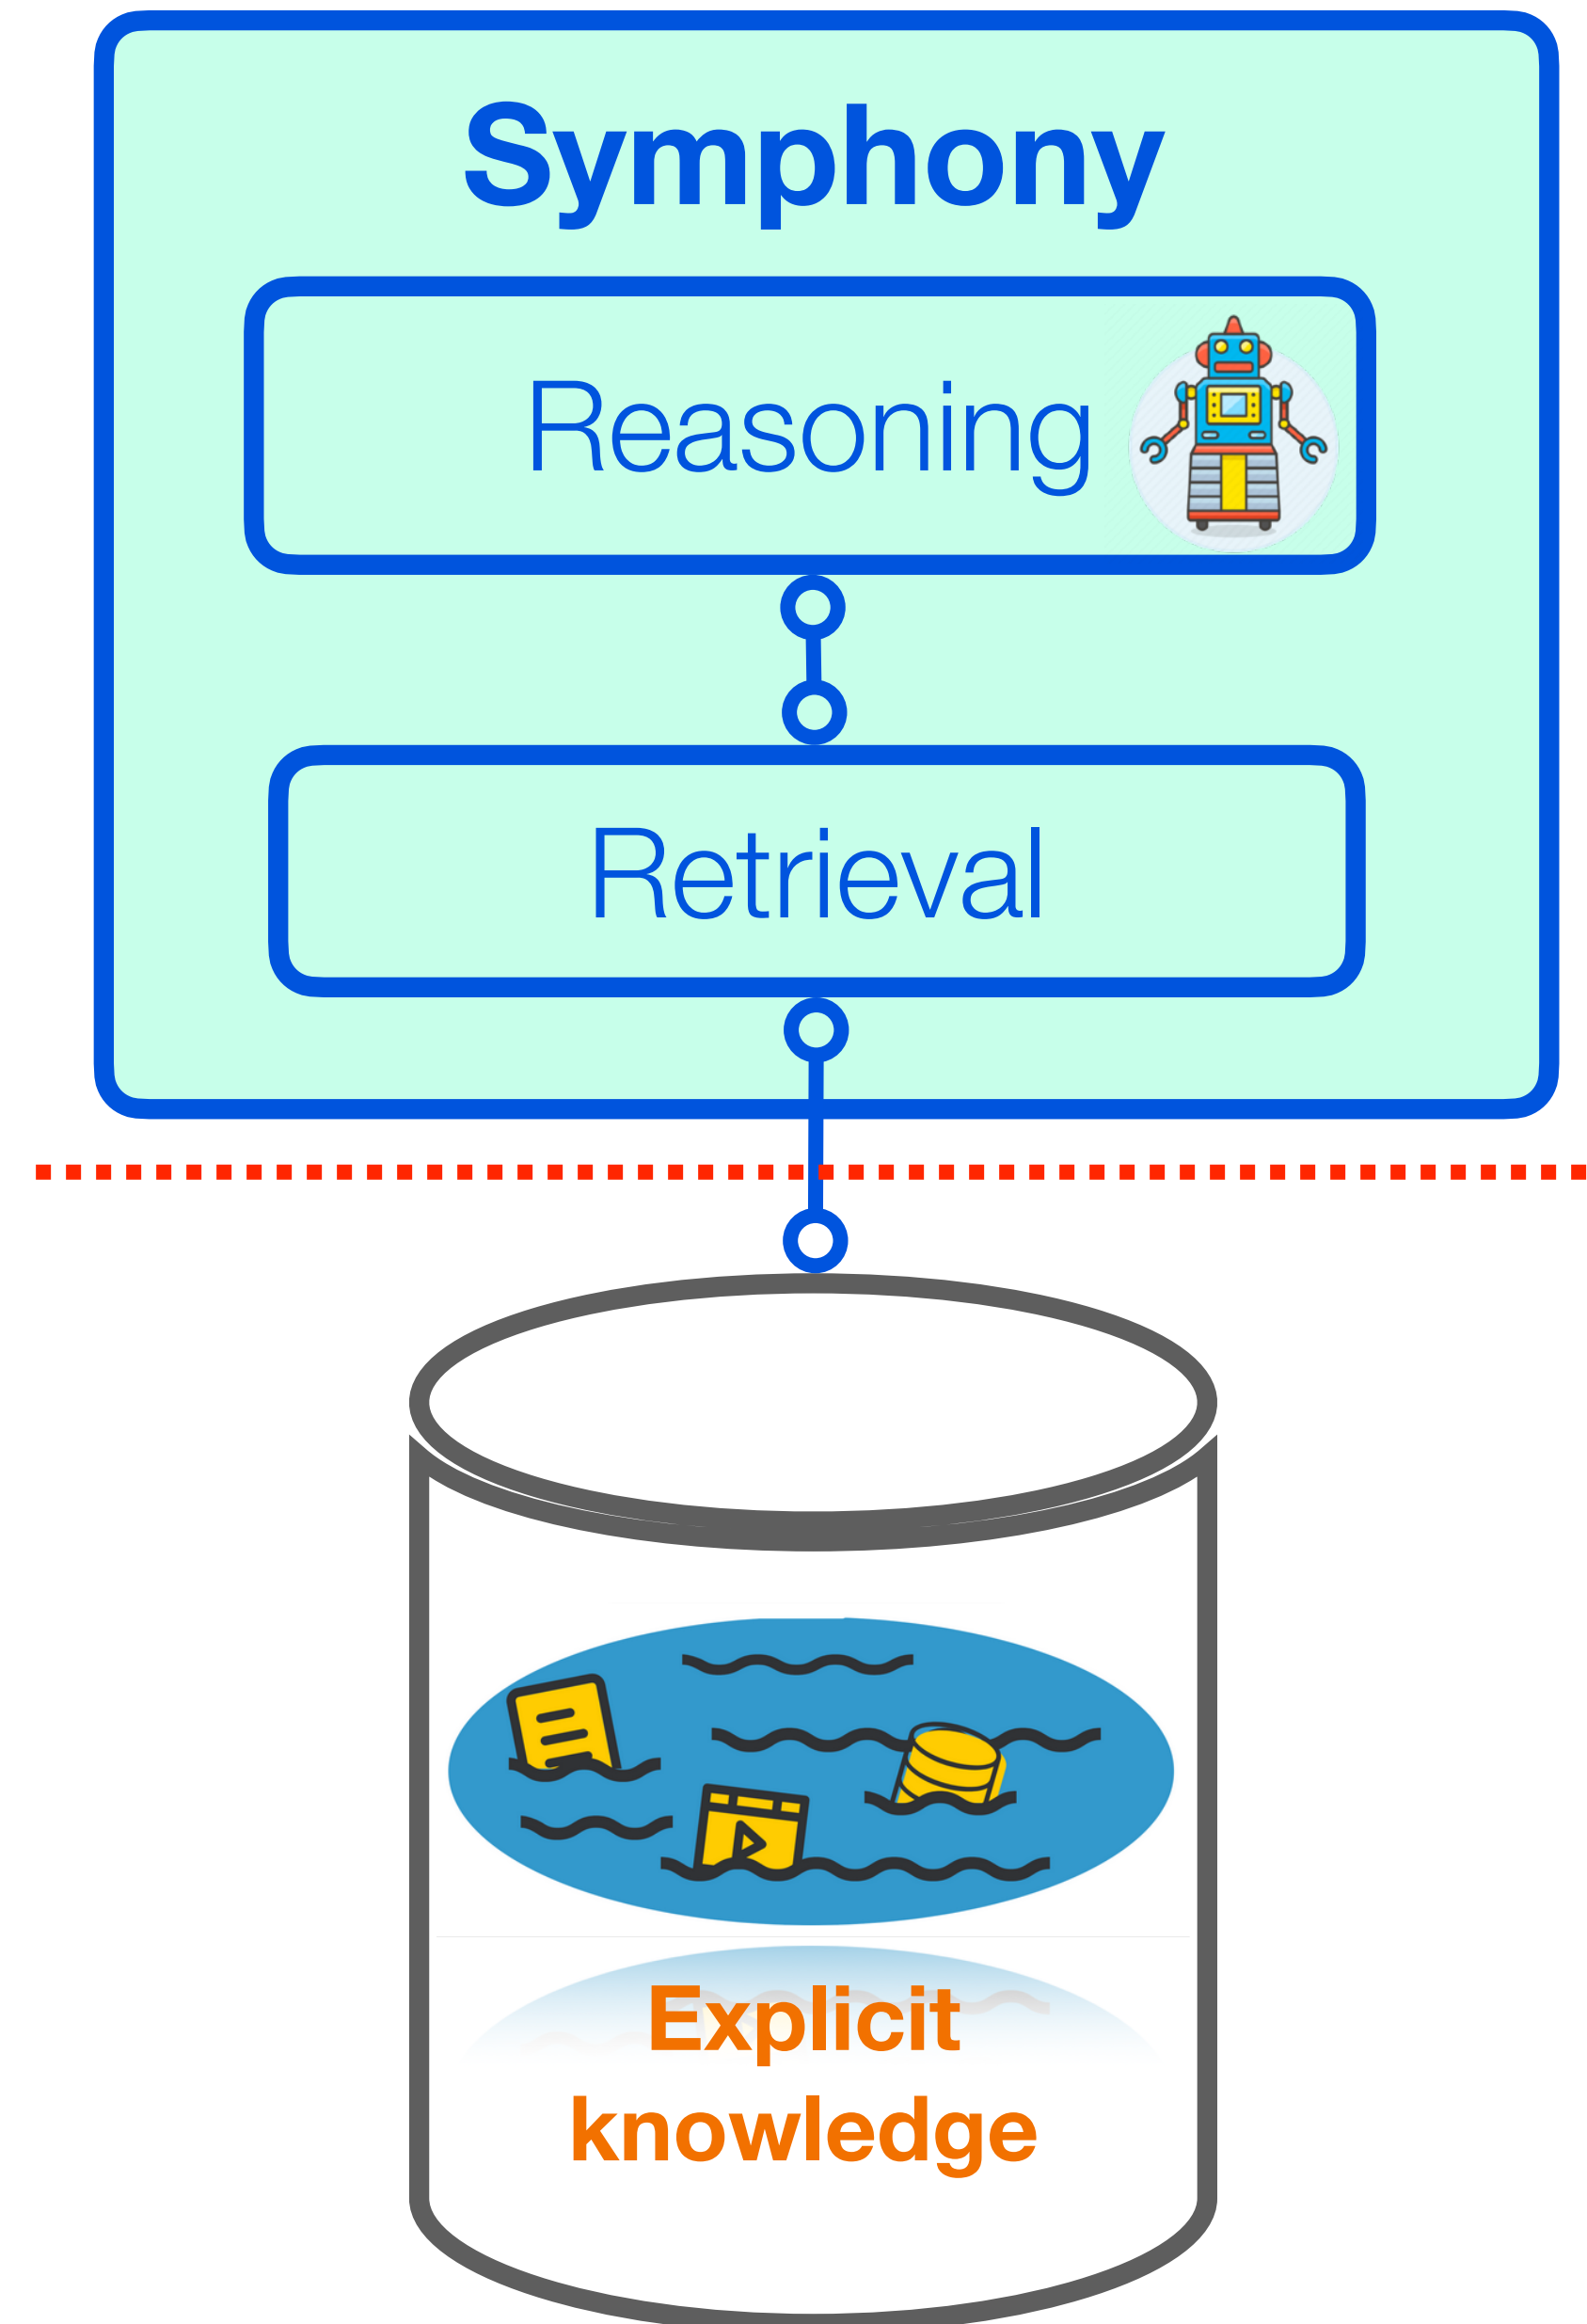 Symphony
Reasoning
Retrieval
Explicit
knowledge